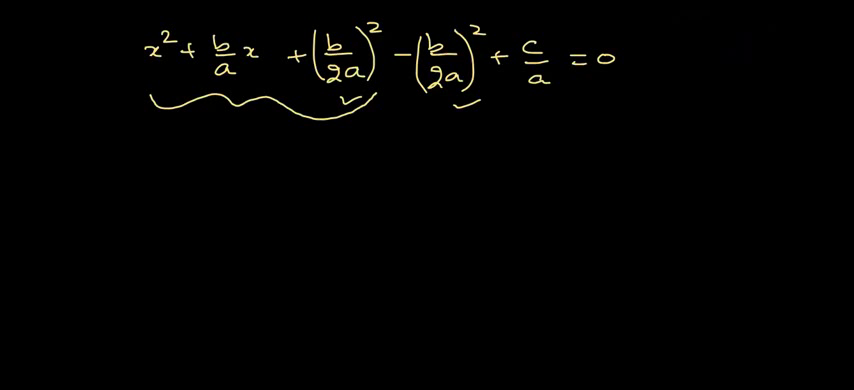 x² + b/a x + (b/2a)² - (b/2a)² + c/a = 0